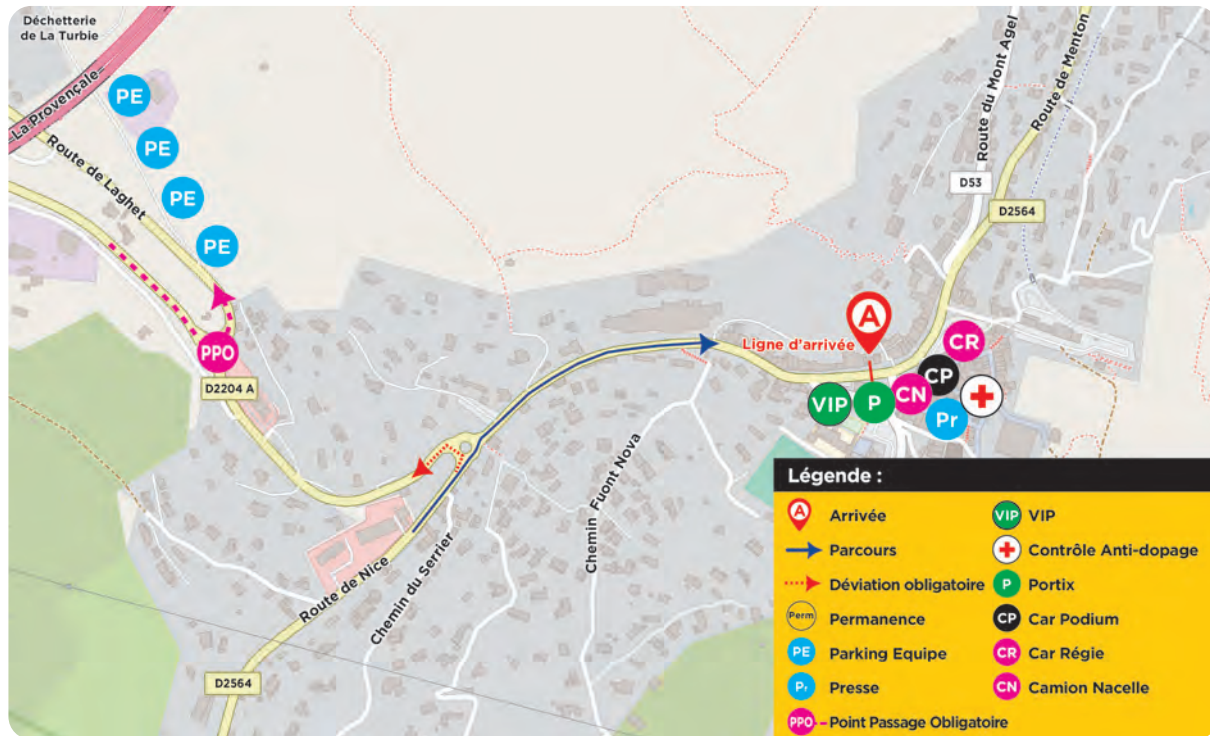 Déchetterie
de La Turbie
La Provençale
PE
PE
PE
PE
Route de Laghet
PPO
D2204 A
Route du Mont Agel
Route de Menton
D53
D2564
Ligne d'arrivée
A
CR
CP
CN
VIP
P
Pr
Chemin Fuont Nova
Route de Nice
Chemin du Serrier
D2564
Légende :
A Arrivée
Parcours
Déviation obligatoire
Perm Permanence
PE Parking Equipe
Pr Presse
PPO Point Passage Obligatoire
VIP VIP
Contrôle Anti-dopage
P Portix
CP Car Podium
CR Car Régie
CN Camion Nacelle